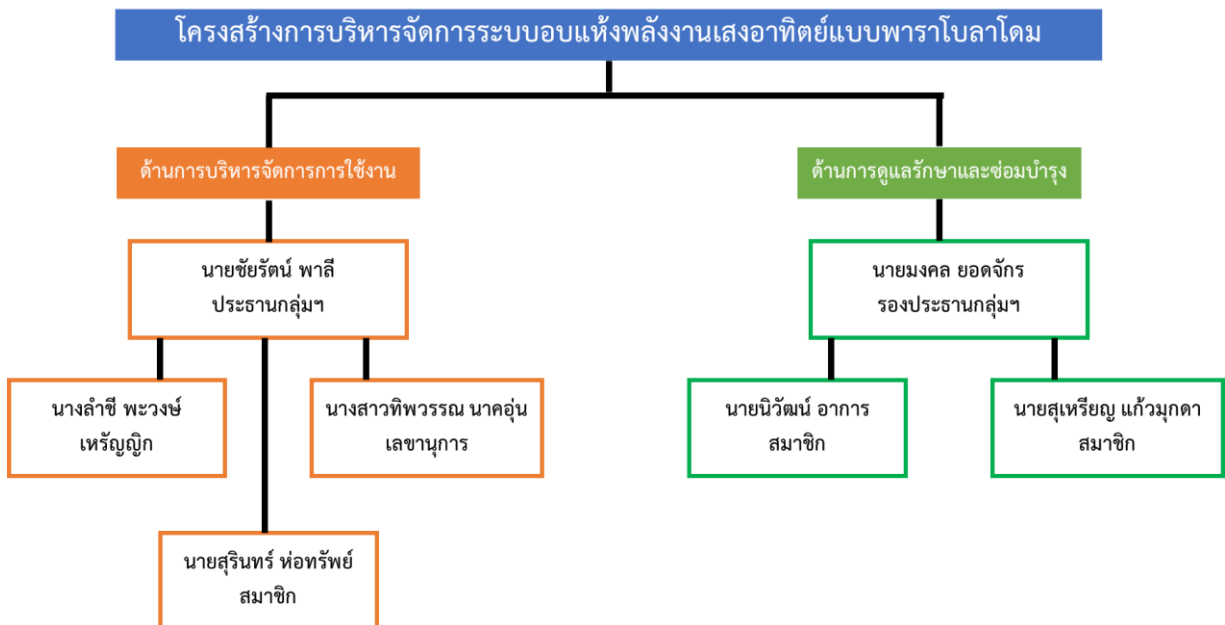 โครงสร้างการบริหารจัดการระบบอบแห้งพลังงานเสงอาทิตย์แบบพาราโบลาโดม
ด้านการบริหารจัดการการใช้งาน
ด้านการดูแลรักษาและซ่อมบำรุง
นายชัยรัตน์ พาลี
ประธานกลุ่มฯ
นายมงคล ยอดจักร
รองประธานกลุ่มฯ
นางลำชี พะวงษ์
เหรัญญิก
นางสาวทิพวรรณ นาคอุ่น
เลขานุการ
นายนิวัฒน์ อาการ
สมาชิก
นายสุเหรียญ แก้วมุกดา
สมาชิก
นายสุรินทร์ ห่อทรัพย์
สมาชิก